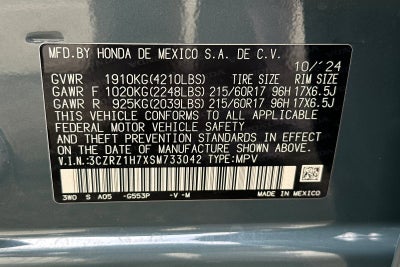 MFD.BY HONDA DE MEXICO S.A. DE C.V.
10/'24
GVWR 1910KG(4210LBS) TIRE SIZE RIM SIZE
GAWR F 1020KG(2248LBS) 215/60R17 96H 17X6.5J
GAWR R 925KG(2039LBS) 215/60R17 96H 17X6.5J
THIS VEHICLE CONFORMS TO ALL APPLICABLE
FEDERAL MOTOR VEHICLE SAFETY, BUMPER,
AND THEFT PREVENTION STANDARDS IN EFFECT
ON THE DATE OF MANUFACTURE SHOWN ABOVE.
V.I.N.:3CZRZ1H7XSM733042 TYPE:MPV
3WD S A05 -G553P -V -M MADE IN MEXICO